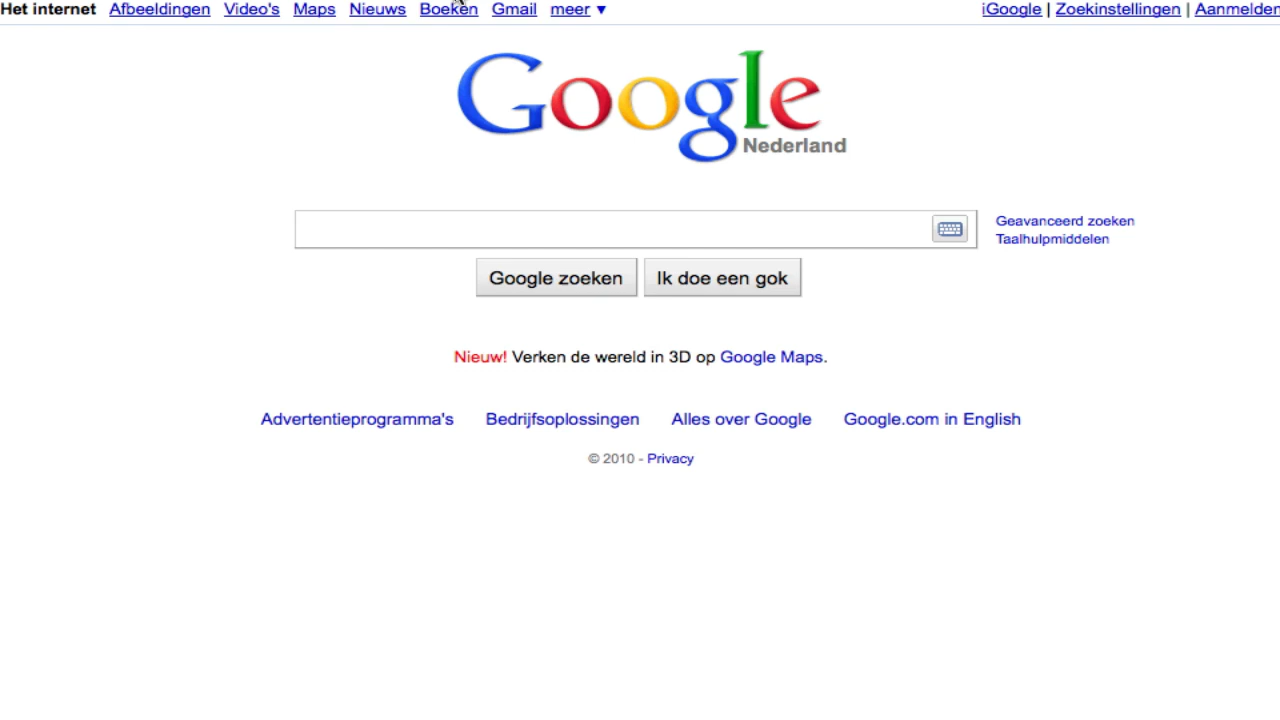 Het internet Afbeeldingen Video's Maps Nieuws Boeken Gmail meer ▼ iGoogle | Zoekinstellingen | Aanmelden
Google
Nederland
Geavanceerd zoeken
Taalhulpmiddelen
Google zoeken Ik doe een gok
Nieuw! Verken de wereld in 3D op Google Maps.
Advertentieprogramma's Bedrijfsoplossingen Alles over Google Google.com in English
© 2010 - Privacy